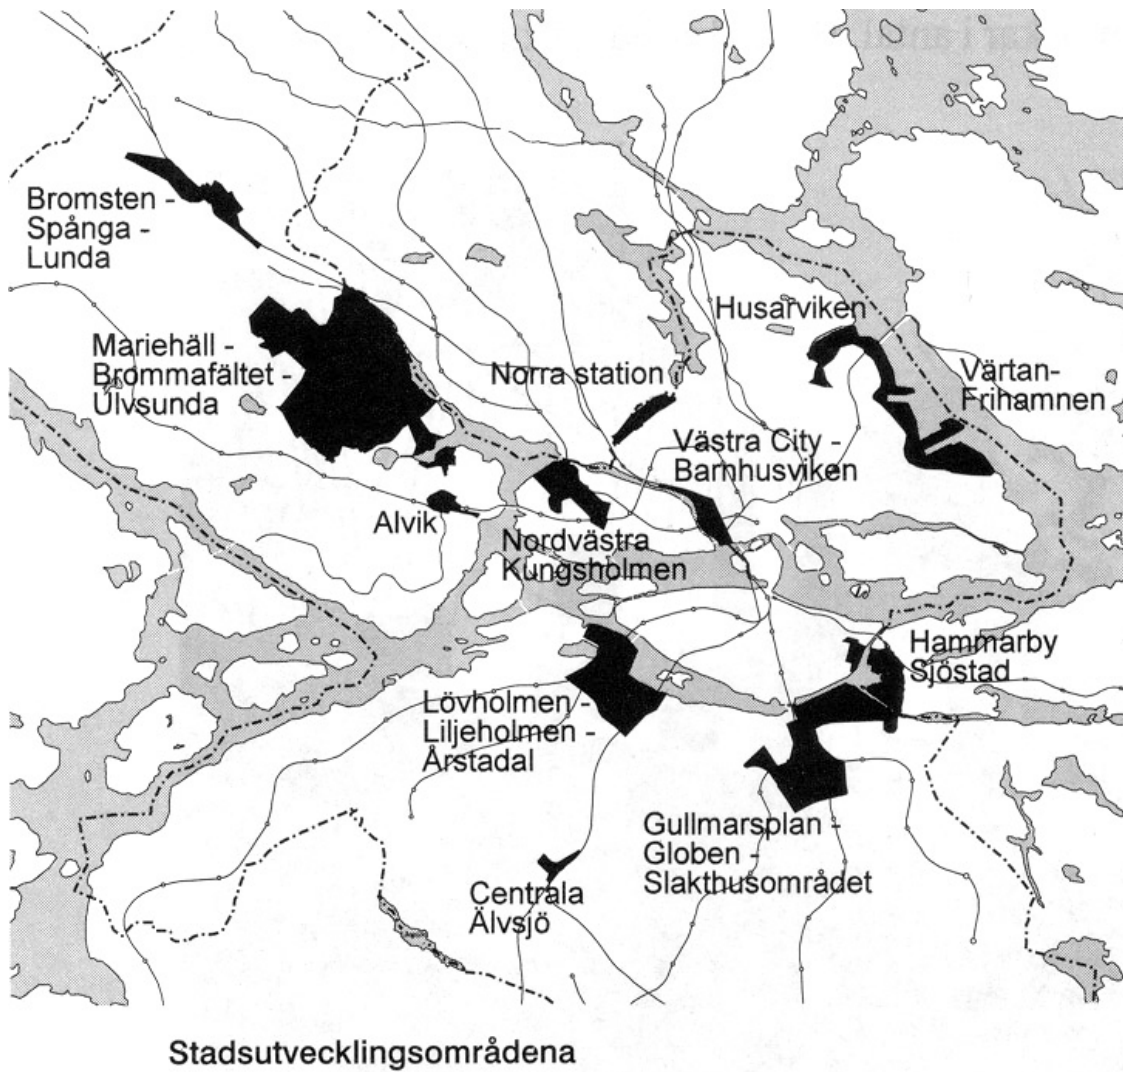 Bromsten -
Spånga -
Lunda
Husarviken
Mariehäll -
Brommafältet -
Ulvsunda
Norra station
Värtan-
Frihamnen
Västra City -
Barnhusviken
Alvik
Nordvästra
Kungsholmen
Hammarby
Sjöstad
Lövholmen -
Liljeholmen -
Årstadal
Gullmarsplan -
Globen -
Slakthusområdet
Centrala
Älvsjö
Stadsutvecklingsområdena